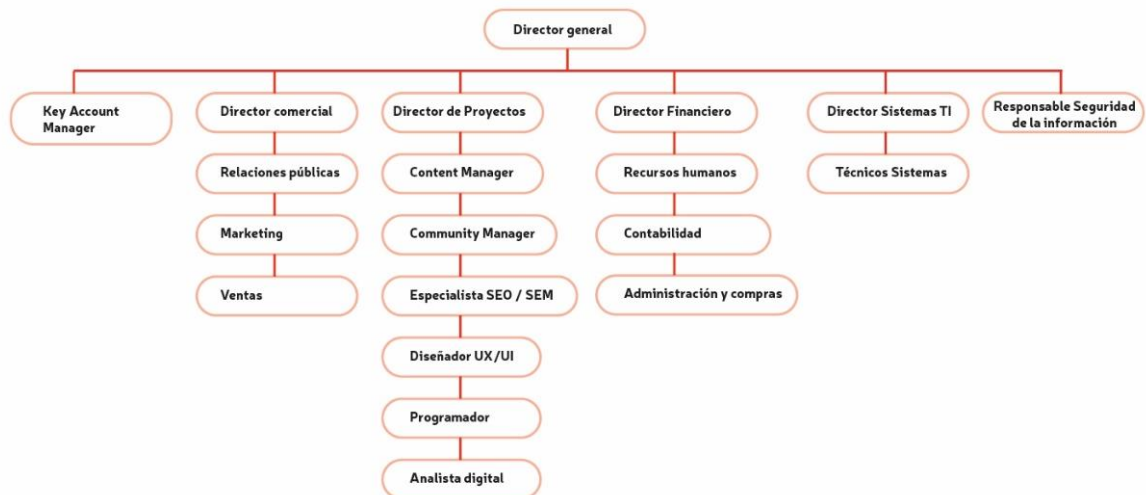 Director general
Key Account
Manager
Director comercial
Director de Proyectos
Director Financiero
Director Sistemas TI
Responsable Seguridad
de la información
Relaciones públicas
Content Manager
Recursos humanos
Técnicos Sistemas
Marketing
Community Manager
Contabilidad
Ventas
Especialista SEO / SEM
Administración y compras
Diseñador UX/UI
Programador
Analista digital